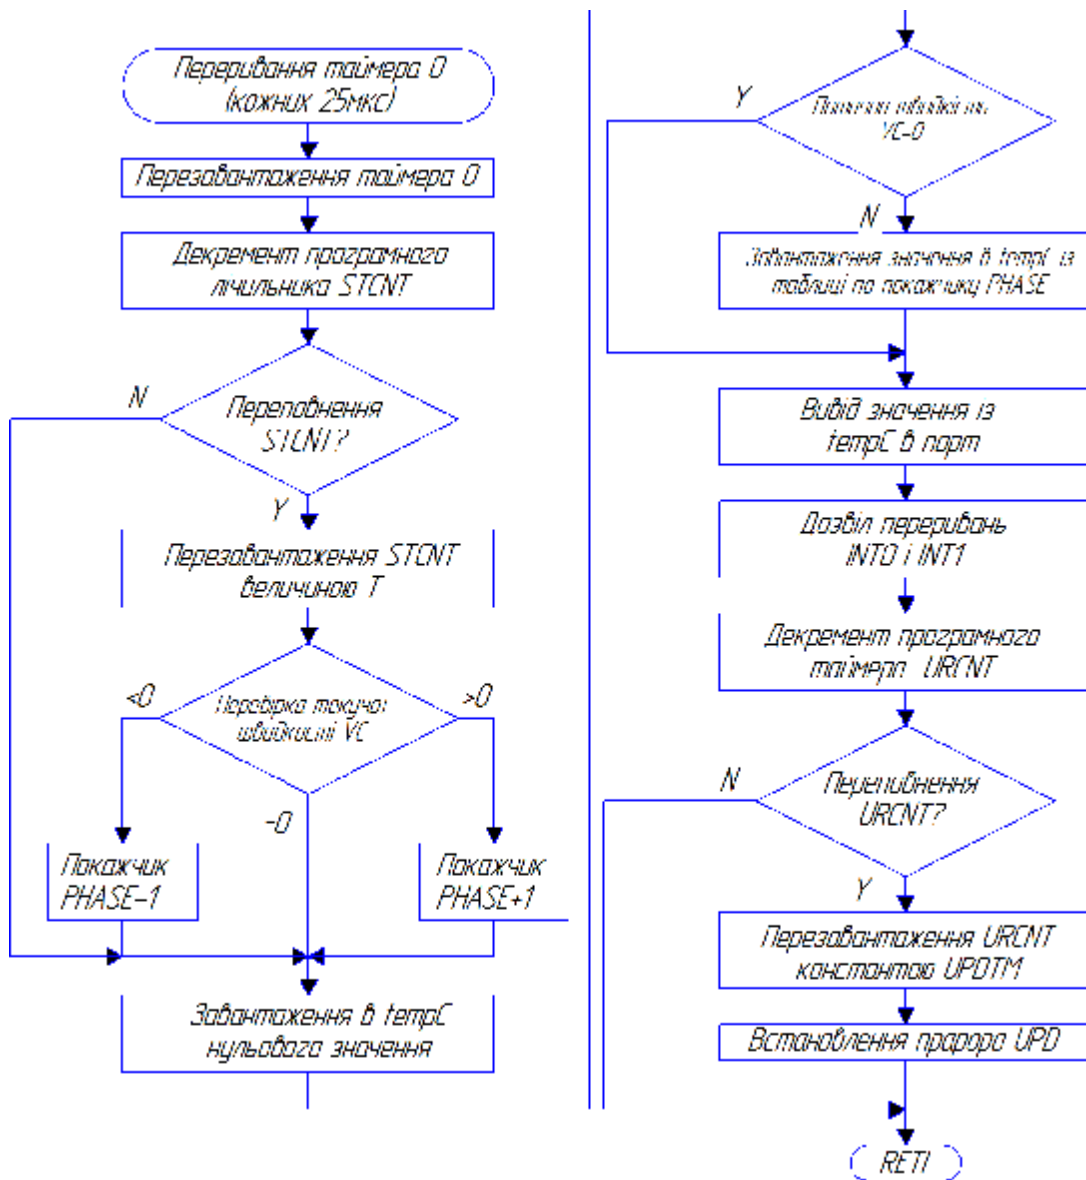 Переривання таймера 0
(кожних 25мкс)
Перезавантаження таймера 0
Декремент програмного
лічильника STCNT
N
Переповнення
STCNT?
Y
Перезавантаження STCNT
величиною T
<0
Перевірка текучої
швидкості VC
>0
=0
Покажчик
PHASE–1
Покажчик
PHASE+1
Завантаження в tempC
нульового значення
Y
VC=0
N
Завантаження значення в tempC із
таблиці по покажчику PHASE
Вивід значення із
tempC в порт
Дозвіл переривань
INT0 і INT1
Декремент програмного
таймера URCNT
N
Переповнення
URCNT?
Y
Перезавантаження URCNT
константою UPDTM
Встановлення прапора UPD
RETI